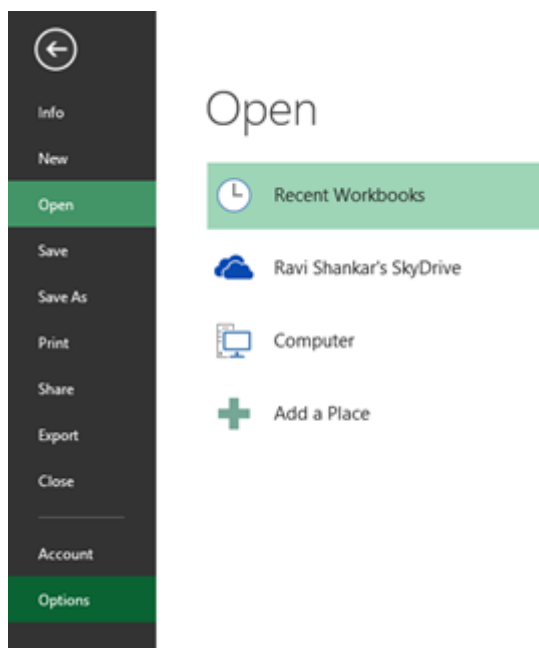 Info
New
Open
Save
Save As
Print
Share
Export
Close
Account
Options
Open
Recent Workbooks
Ravi Shankar's SkyDrive
Computer
Add a Place